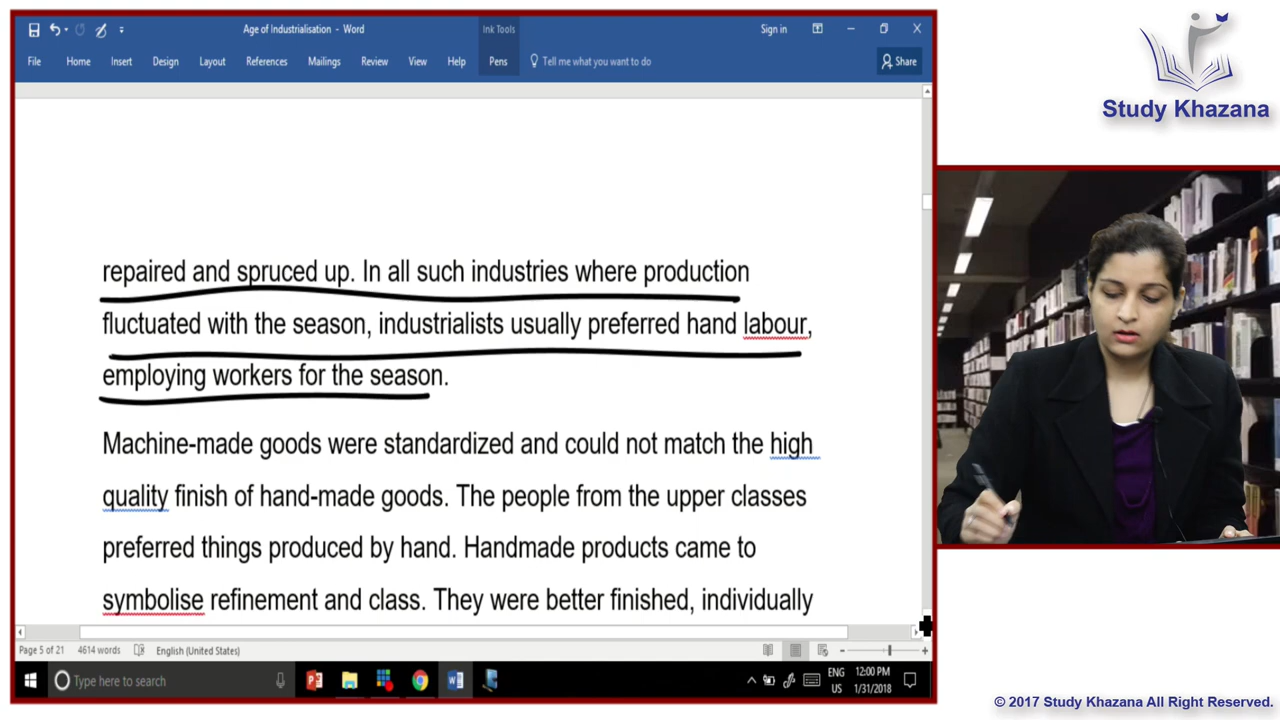 Age of Industrialisation - Word
Ink Tools
Sign in
File
Home
Insert
Design
Layout
References
Mailings
Review
View
Help
Pens
Tell me what you want to do
Share
repaired and spruced up. In all such industries where production
fluctuated with the season, industrialists usually preferred hand labour,
employing workers for the season.
Machine-made goods were standardized and could not match the high
quality finish of hand-made goods. The people from the upper classes
preferred things produced by hand. Handmade products came to
symbolise refinement and class. They were better finished, individually
Page 5 of 21
4614 words
English (United States)
Type here to search
ENG
US
12:00 PM
1/31/2018
Study Khazana
© 2017 Study Khazana All Right Reserved.